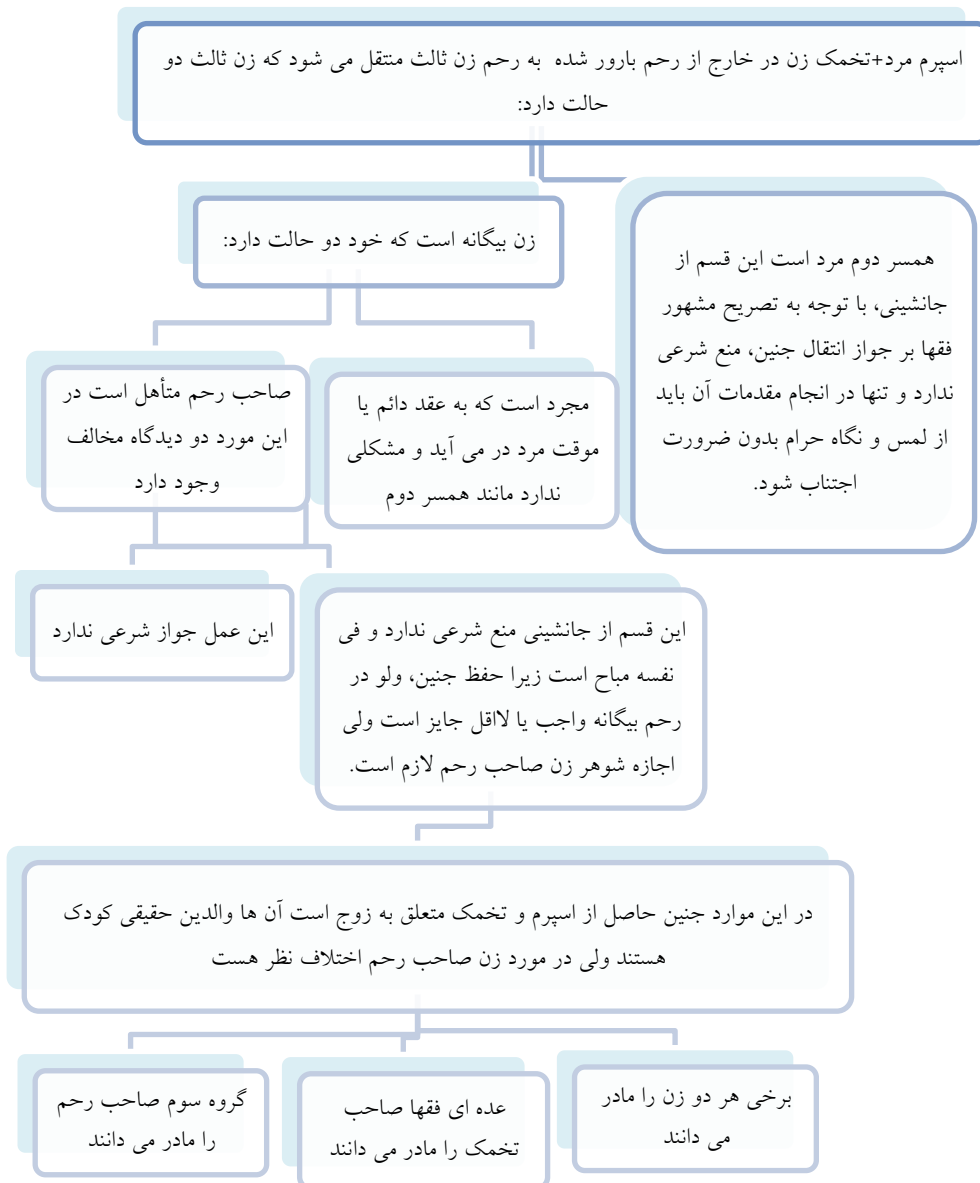 اسپرم مرد+تخمک زن در خارج از رحم بارور شده به رحم زن ثالث منتقل می شود که زن ثالث دو
حالت دارد:
همسر دوم مرد است این قسم از
جانشینی، با توجه به تصریح مشهور
فقها بر جواز انتقال جنین، منع شرعی
ندارد و تنها در انجام مقدمات آن باید
از لمس و نگاه حرام بدون ضرورت
اجتناب شود.
زن بیگانه است که خود دو حالت دارد:
مجرد است که به عقد دائم یا
موقت مرد در می آید و مشکلی
ندارد مانند همسر دوم
صاحب رحم متأهل است در
این مورد دو دیدگاه مخالف
وجود دارد
این قسم از جانشینی منع شرعی ندارد و فی
نفسه مباح است زیرا حفظ جنین، ولو در
رحم بیگانه واجب یا لااقل جایز است ولی
اجازه شوهر زن صاحب رحم لازم است.
این عمل جواز شرعی ندارد
در این موارد جنین حاصل از اسپرم و تخمک متعلق به زوج است آن ها والدین حقیقی کودک
هستند ولی در مورد زن صاحب رحم اختلاف نظر هست
برخی هر دو زن را مادر
می دانند
عده ای فقها صاحب
تخمک را مادر می دانند
گروه سوم صاحب رحم
را مادر می دانند